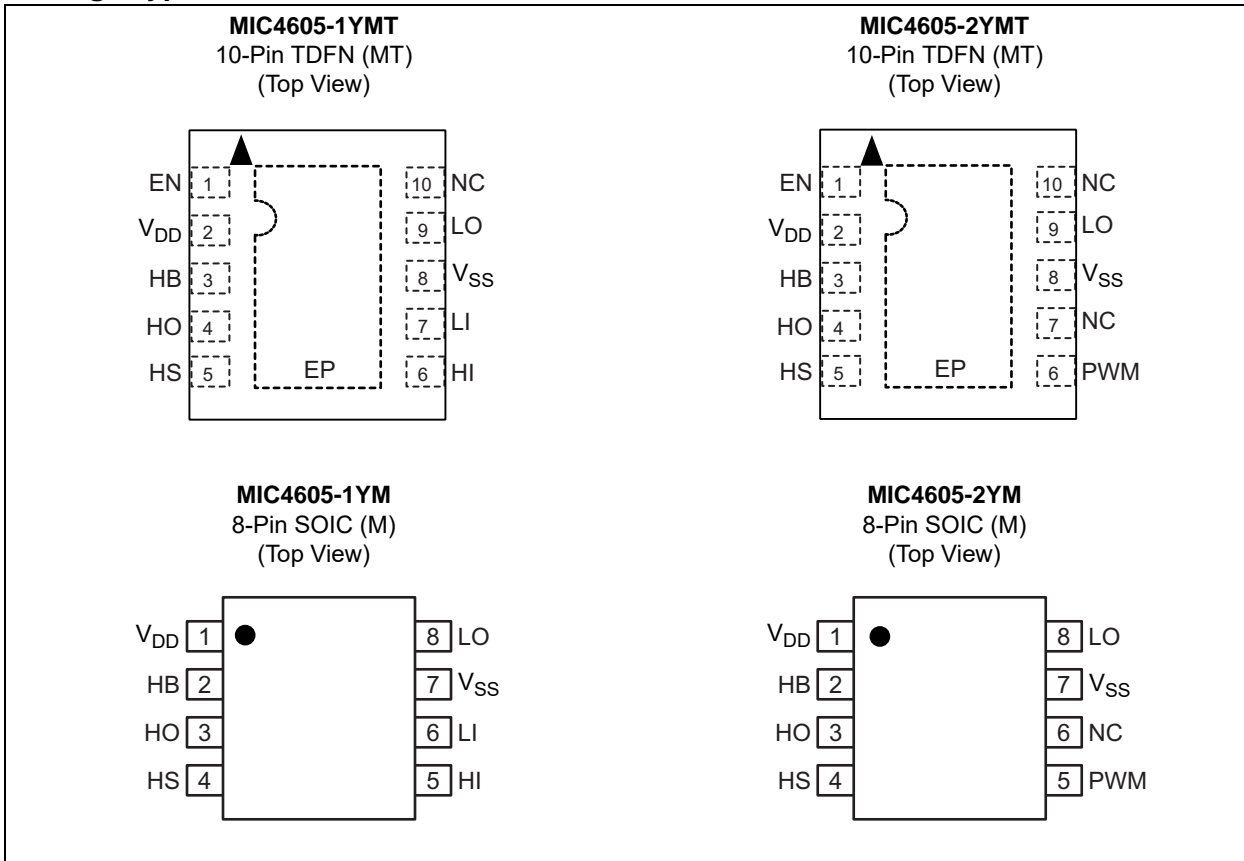 MIC4605-1YMT
10-Pin TDFN (MT)
(Top View)
EN 1 10 NC
VDD 2 9 LO
HB 3 8 VSS
HO 4 7 LI
HS 5 EP 6 HI
MIC4605-2YMT
10-Pin TDFN (MT)
(Top View)
EN 1 10 NC
VDD 2 9 LO
HB 3 8 VSS
HO 4 7 NC
HS 5 EP 6 PWM
MIC4605-1YM
8-Pin SOIC (M)
(Top View)
VDD 1 8 LO
HB 2 7 VSS
HO 3 6 LI
HS 4 5 HI
MIC4605-2YM
8-Pin SOIC (M)
(Top View)
VDD 1 8 LO
HB 2 7 VSS
HO 3 6 NC
HS 4 5 PWM